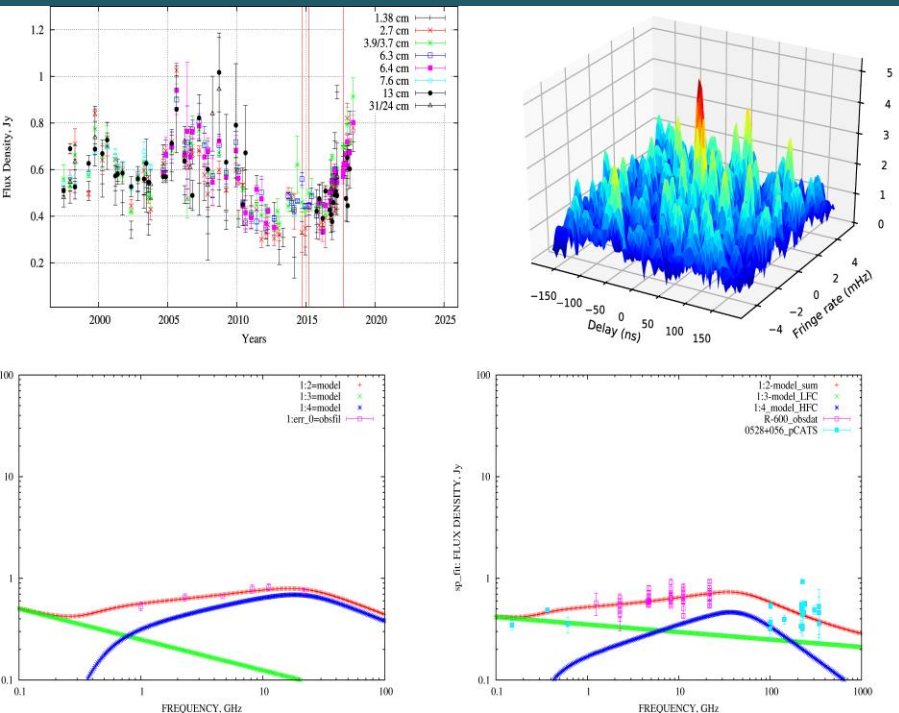 1.2
1
0.8
0.6
0.4
0.2
Flux Density, Jy
2000
2005
2010
2015
2020
2025
Years
1.38 cm
2.7 cm
3.9/3.7 cm
6.3 cm
6.4 cm
7.6 cm
13 cm
31/24 cm
5
4
3
2
1
0
−150
−100
−50
0
50
100
150
Delay (ns)
−4
−2
0
2
4
Fringe rate (mHz)
100
10
1
0.1
0.1
1
10
100
FREQUENCY, GHz
1:2=model
1:3=model
1:4=model
1:err_0=obsfil
sp_fit: FLUX DENSITY, Jy
100
10
1
0.1
0.1
1
10
100
1000
FREQUENCY, GHz
1:2-model_sum
1:3-model_LFC
1:4_model_HFC
R-600_obsdat
0528+056_pCATS